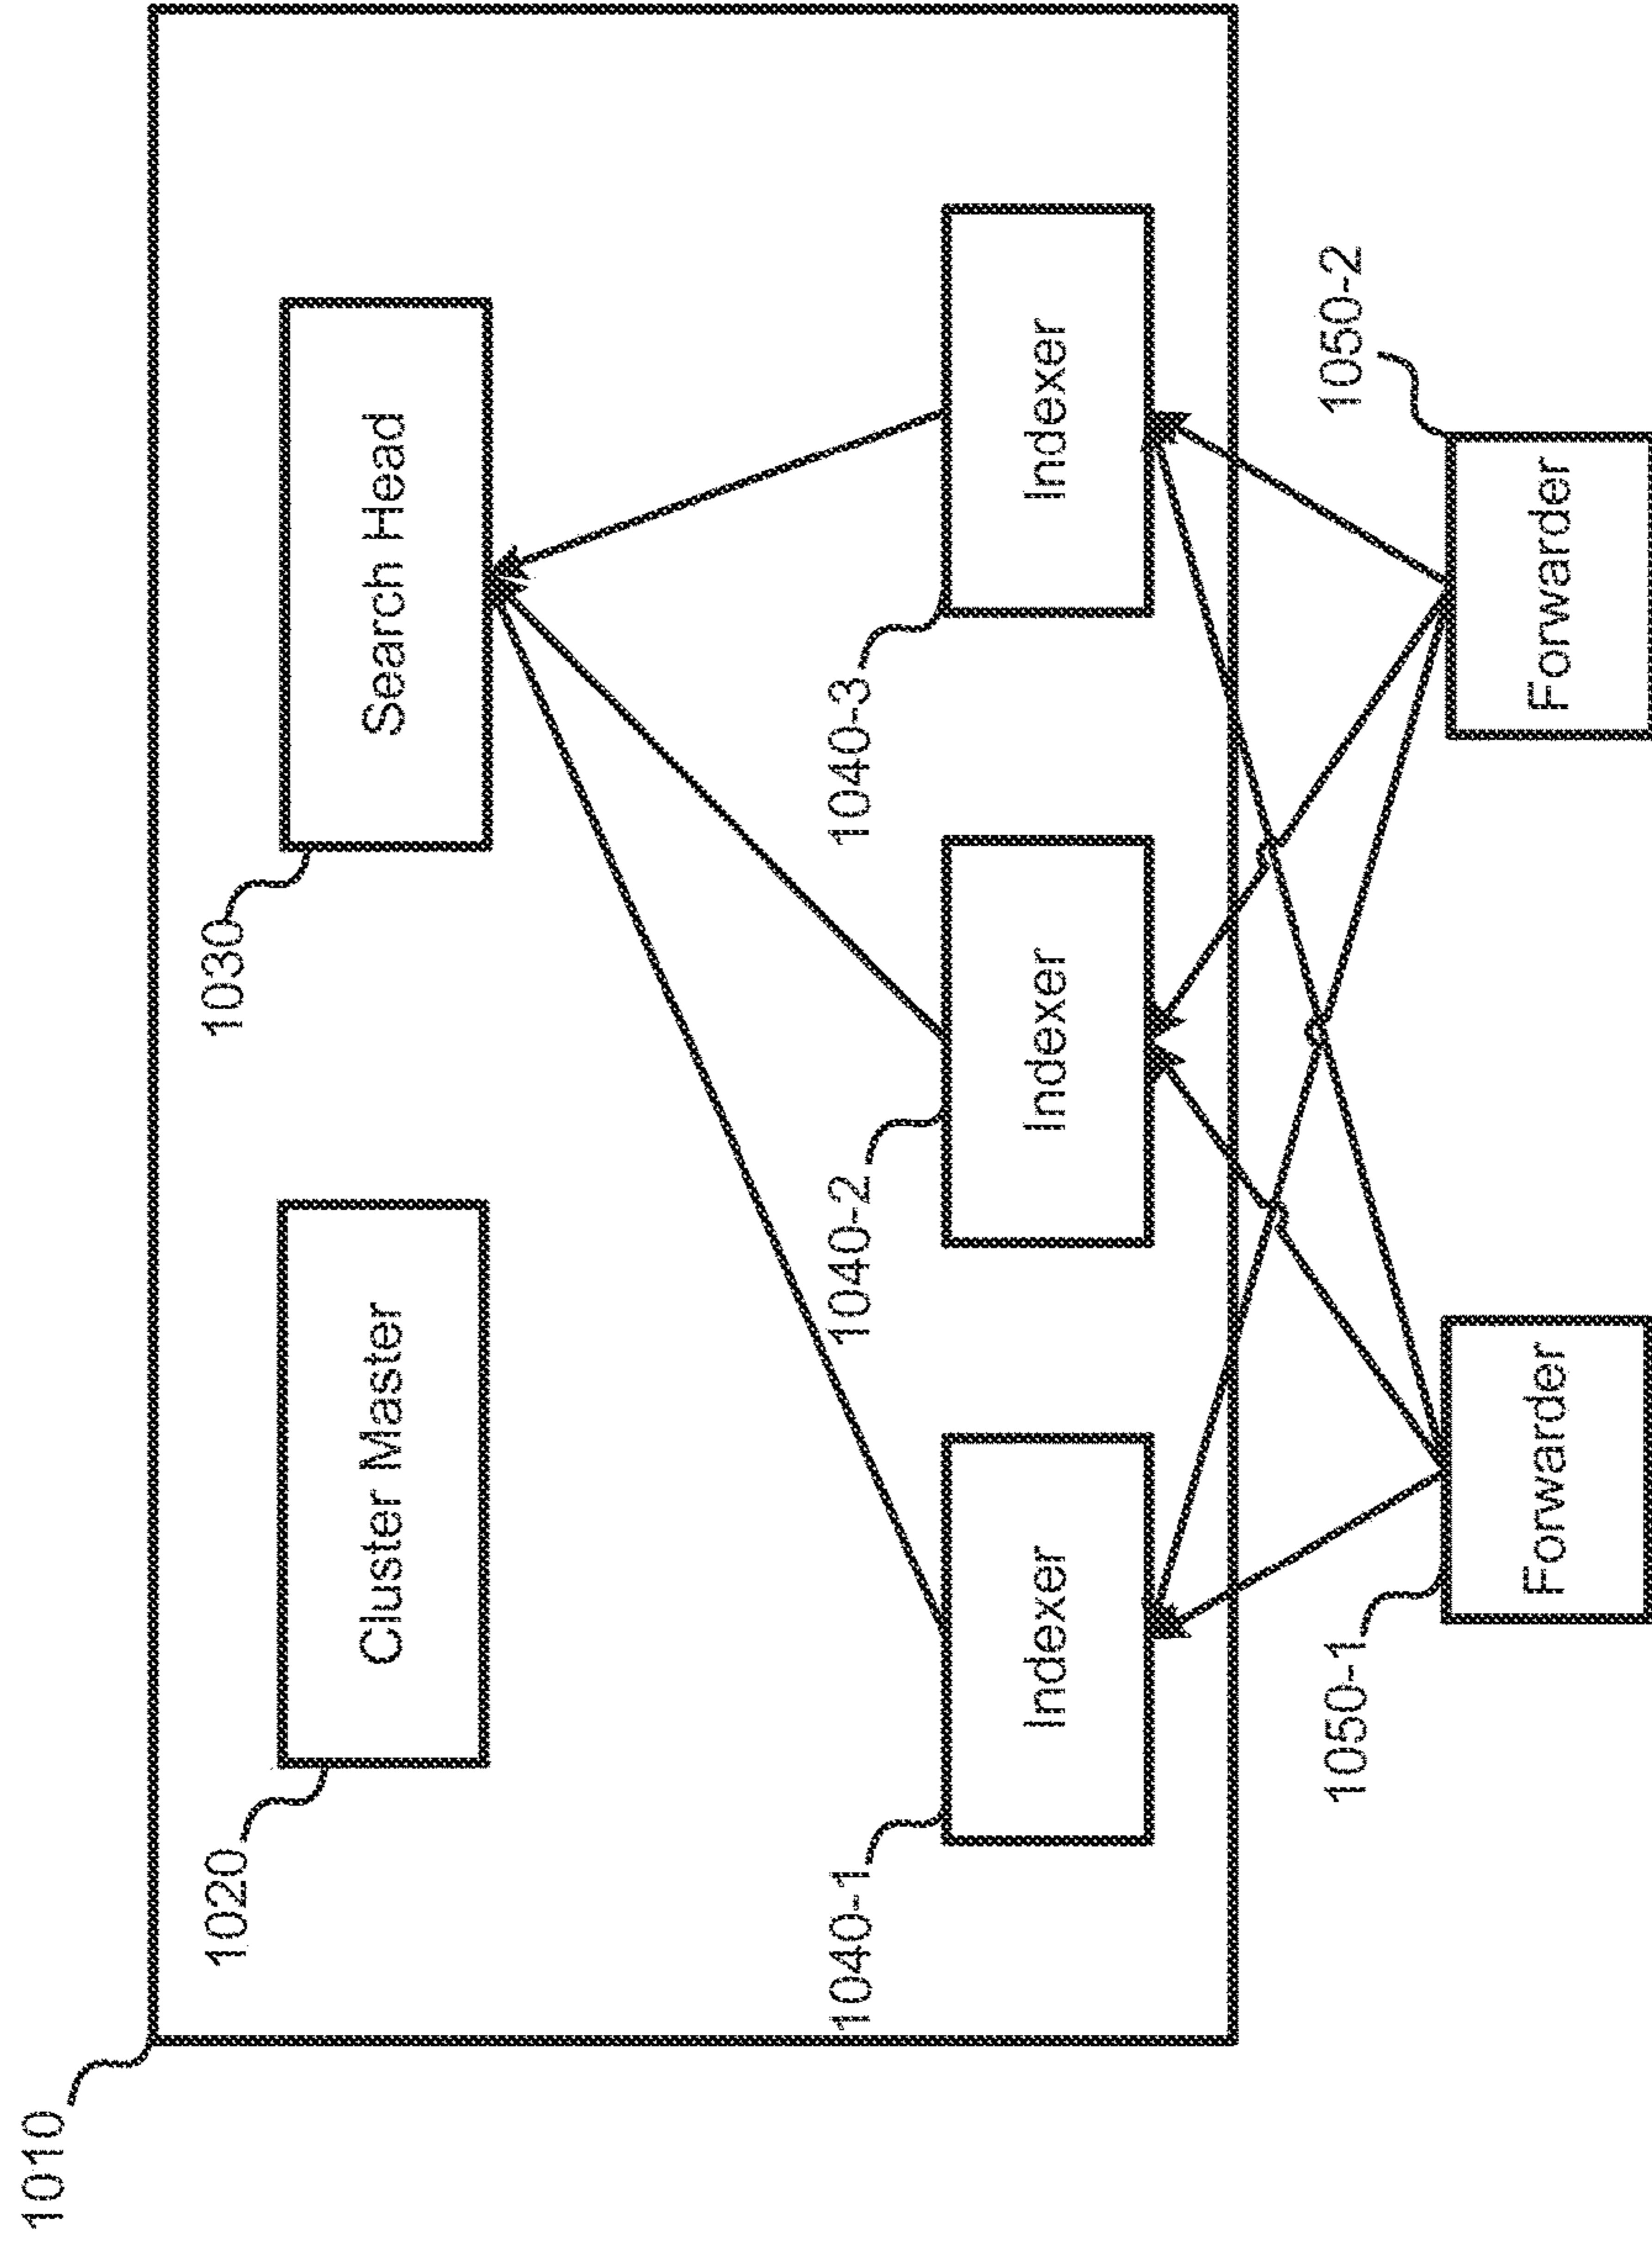 1010
1020
Cluster Master
1030
Search Head
1040-1
Indexer
1040-2
Indexer
1040-3
Indexer
1050-1
Forwarder
1050-2
Forwarder